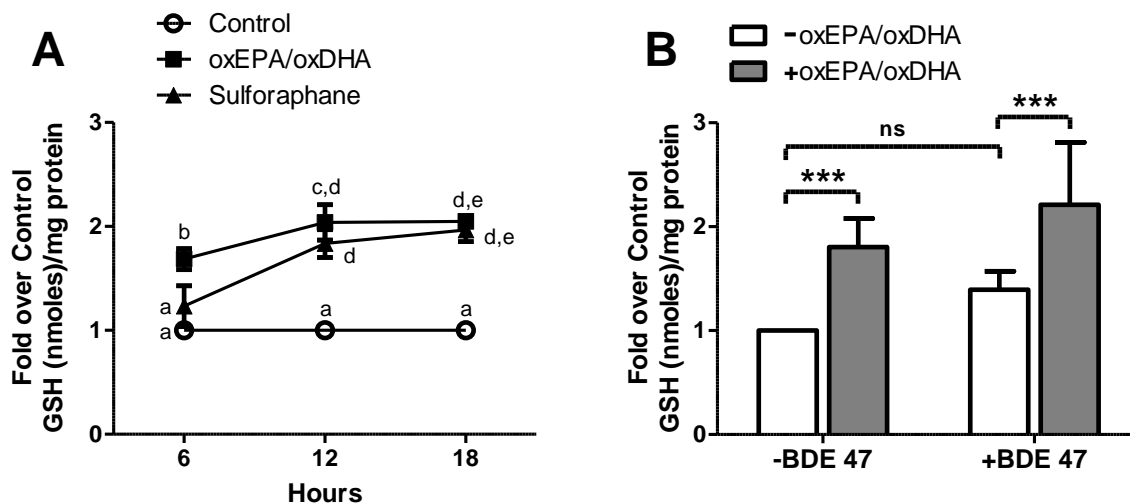 A
Control
oxEPA/oxDHA
Sulforaphane
Fold over Control
GSH (nmoles)/mg protein
3
2
1
0
b
c,d
d,e
a
d
d,e
a
a
a
6 12 18
Hours
B
-oxEPA/oxDHA
+oxEPA/oxDHA
Fold over Control
GSH (nmoles)/mg protein
3
2
1
0
ns
***
***
-BDE 47 +BDE 47